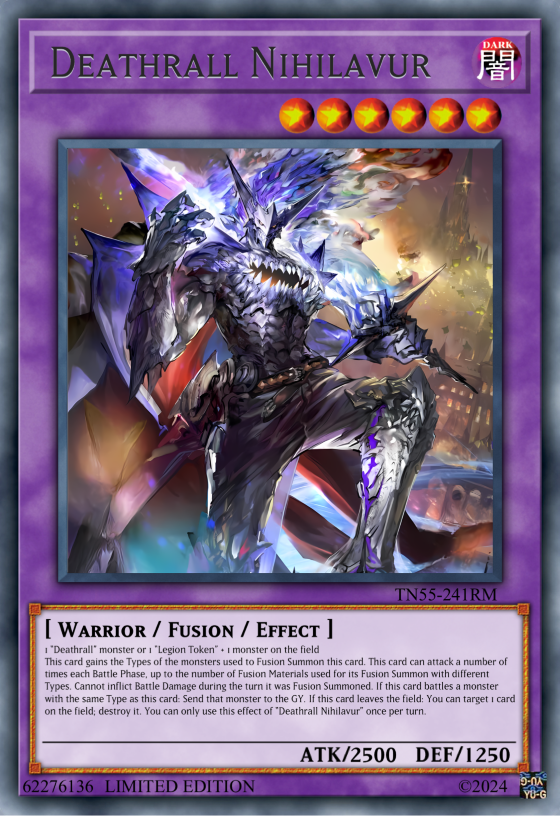 Deathrall Nihilavur
DARK
闇
TN55-241RM
[ Warrior / Fusion / Effect ]
1 "Deathrall" monster or 1 "Legion Token" + 1 monster on the field
This card gains the Types of the monsters used to Fusion Summon this card. This card can attack a number of
times each Battle Phase, up to the number of Fusion Materials used for its Fusion Summon with different
Types. Cannot inflict Battle Damage during the turn it was Fusion Summoned. If this card battles a monster
with the same Type as this card: Send that monster to the GY. If this card leaves the field: You can target 1 card
on the field; destroy it. You can only use this effect of "Deathrall Nihilavur" once per turn.
ATK/2500 DEF/1250
62276136 LIMITED EDITION
©2024
YU-G
YU-G